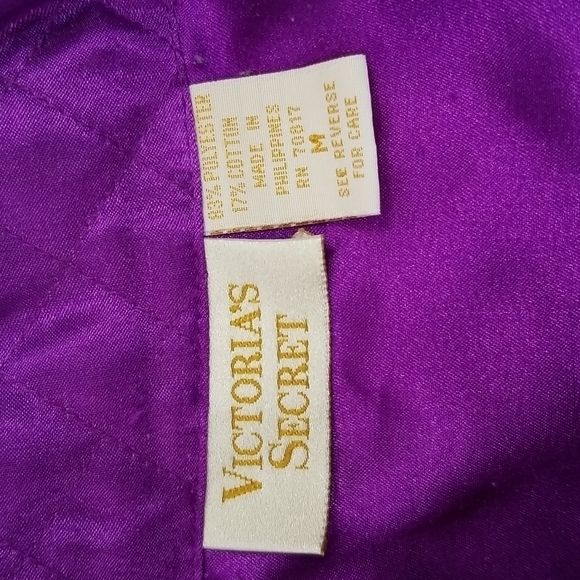 83% POLYESTER
17% COTTON
MADE IN
PHILIPPINES
RN 70817
M
SEE REVERSE
FOR CARE
VICTORIA'S
SECRET